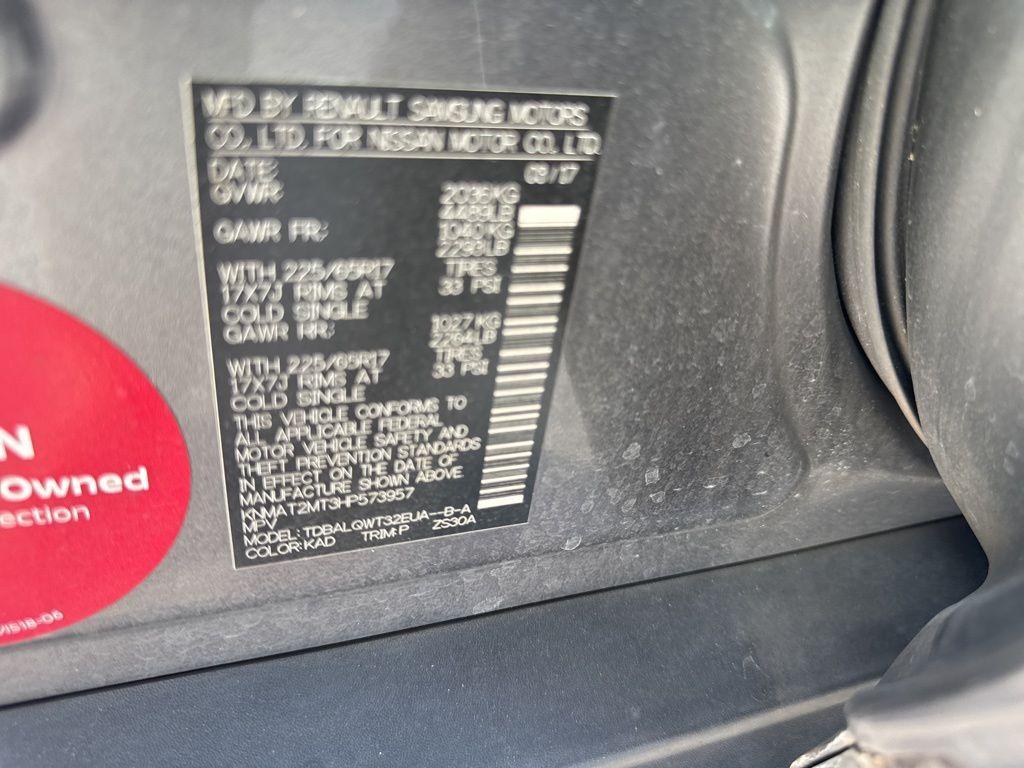 MFD BY RENAULT SAMSUNG MOTORS
CO., LTD. FOR NISSAN MOTOR CO., LTD.
DATE: 09/17
GVWR: 2036KG
4489LB
GAWR FR: 1040KG
2293LB
WITH 225/65R17 TIRES
17X7J RIMS AT 33 PSI
COLD SINGLE
GAWR RR: 1027KG
2264LB
WITH 225/65R17 TIRES
17X7J RIMS AT 33 PSI
COLD SINGLE
THIS VEHICLE CONFORMS TO
ALL APPLICABLE FEDERAL
MOTOR VEHICLE SAFETY AND
THEFT PREVENTION STANDARDS
IN EFFECT ON THE DATE OF
MANUFACTURE SHOWN ABOVE
KNMAT2MT3HP573957
MPV
MODEL: TDBALQWT32EUA--B-A
COLOR:KAD TRIM:P ZS30A
N
Owned
ection